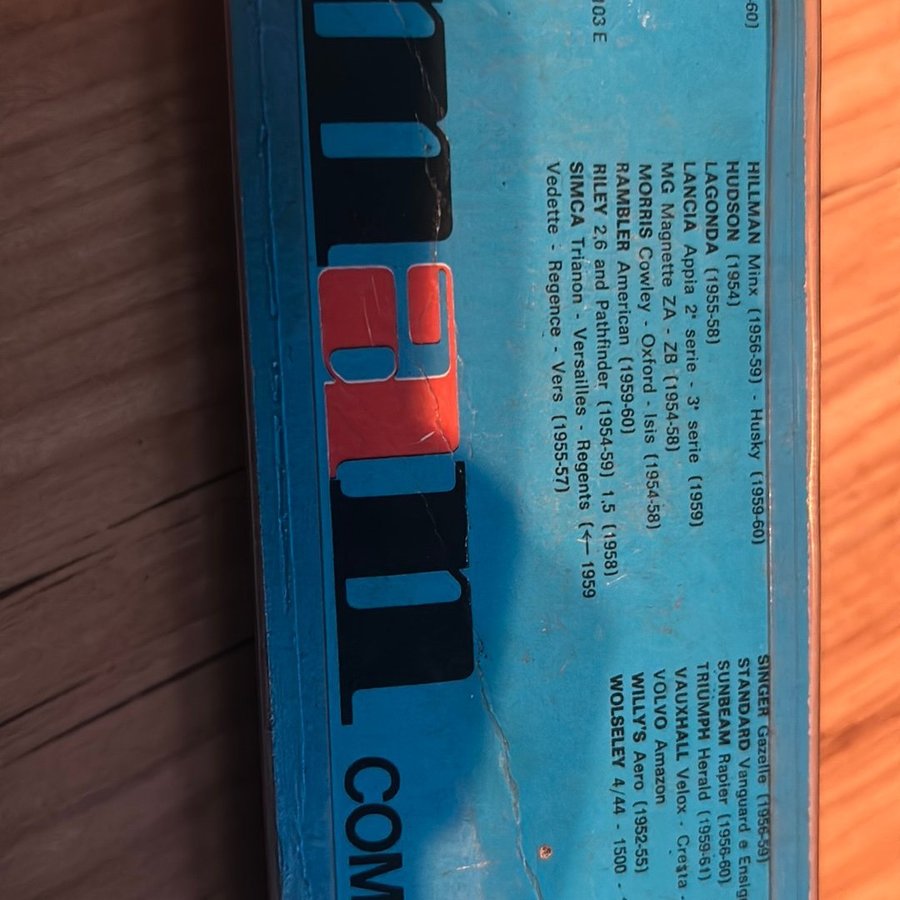 -60)
103 E
HILLMAN Minx (1956-59) - Husky (1959-60)
HUDSON (1954)
LAGONDA (1955-58)
LANCIA Appia 2ª serie - 3ª serie (1959)
MG Magnette ZA - ZB (1954-58)
MORRIS Cowley - Oxford - Isis (1954-58)
RAMBLER American (1959-60)
RILEY 2,6 and Pathfinder (1954-59) 1,5 (1958)
SIMCA Trianon - Versailles - Regents (← 1959
Vedette - Regence - Vers (1955-57)
SINGER Gazelle (1956-59)
STANDARD Vanguard e Ensig
SUNBEAM Rapier (1956-60)
TRIUMPH Herald (1959-61)
VAUXHALL Velox - Cresta -
VOLVO Amazon
WILLY'S Aero (1952-55)
WOLSELEY 4/44 - 1500 -
COM